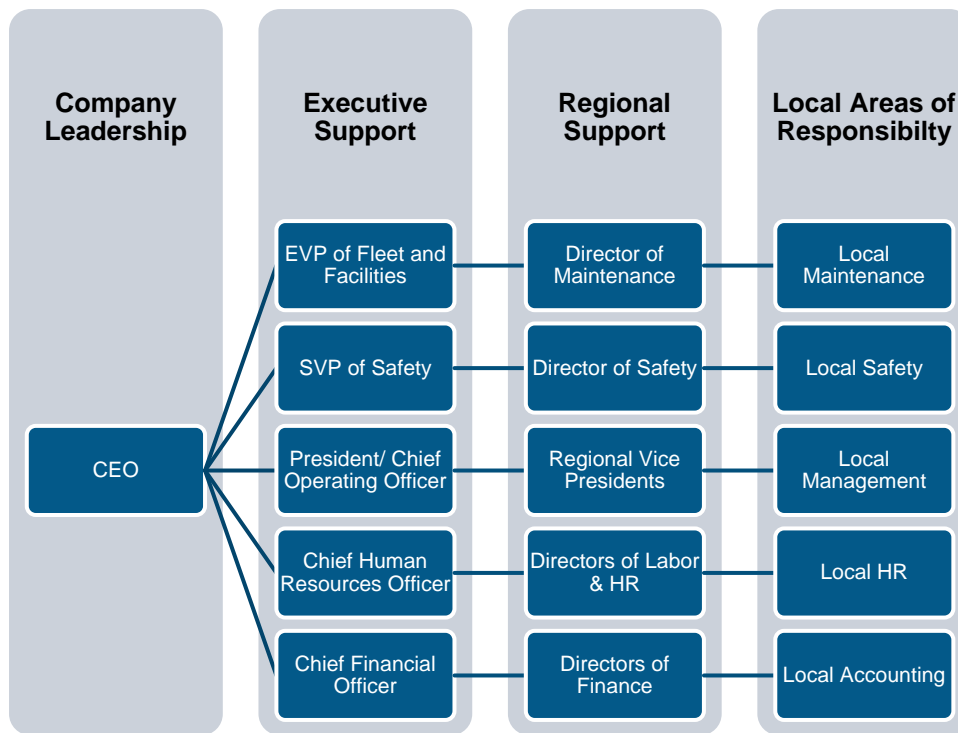 Company
Leadership
Executive
Support
Regional
Support
Local Areas of
Responsibilty
CEO
EVP of Fleet and
Facilities
Director of
Maintenance
Local
Maintenance
SVP of Safety
Director of Safety
Local Safety
President/ Chief
Operating Officer
Regional Vice
Presidents
Local
Management
Chief Human
Resources Officer
Directors of Labor
& HR
Local HR
Chief Financial
Officer
Directors of
Finance
Local Accounting